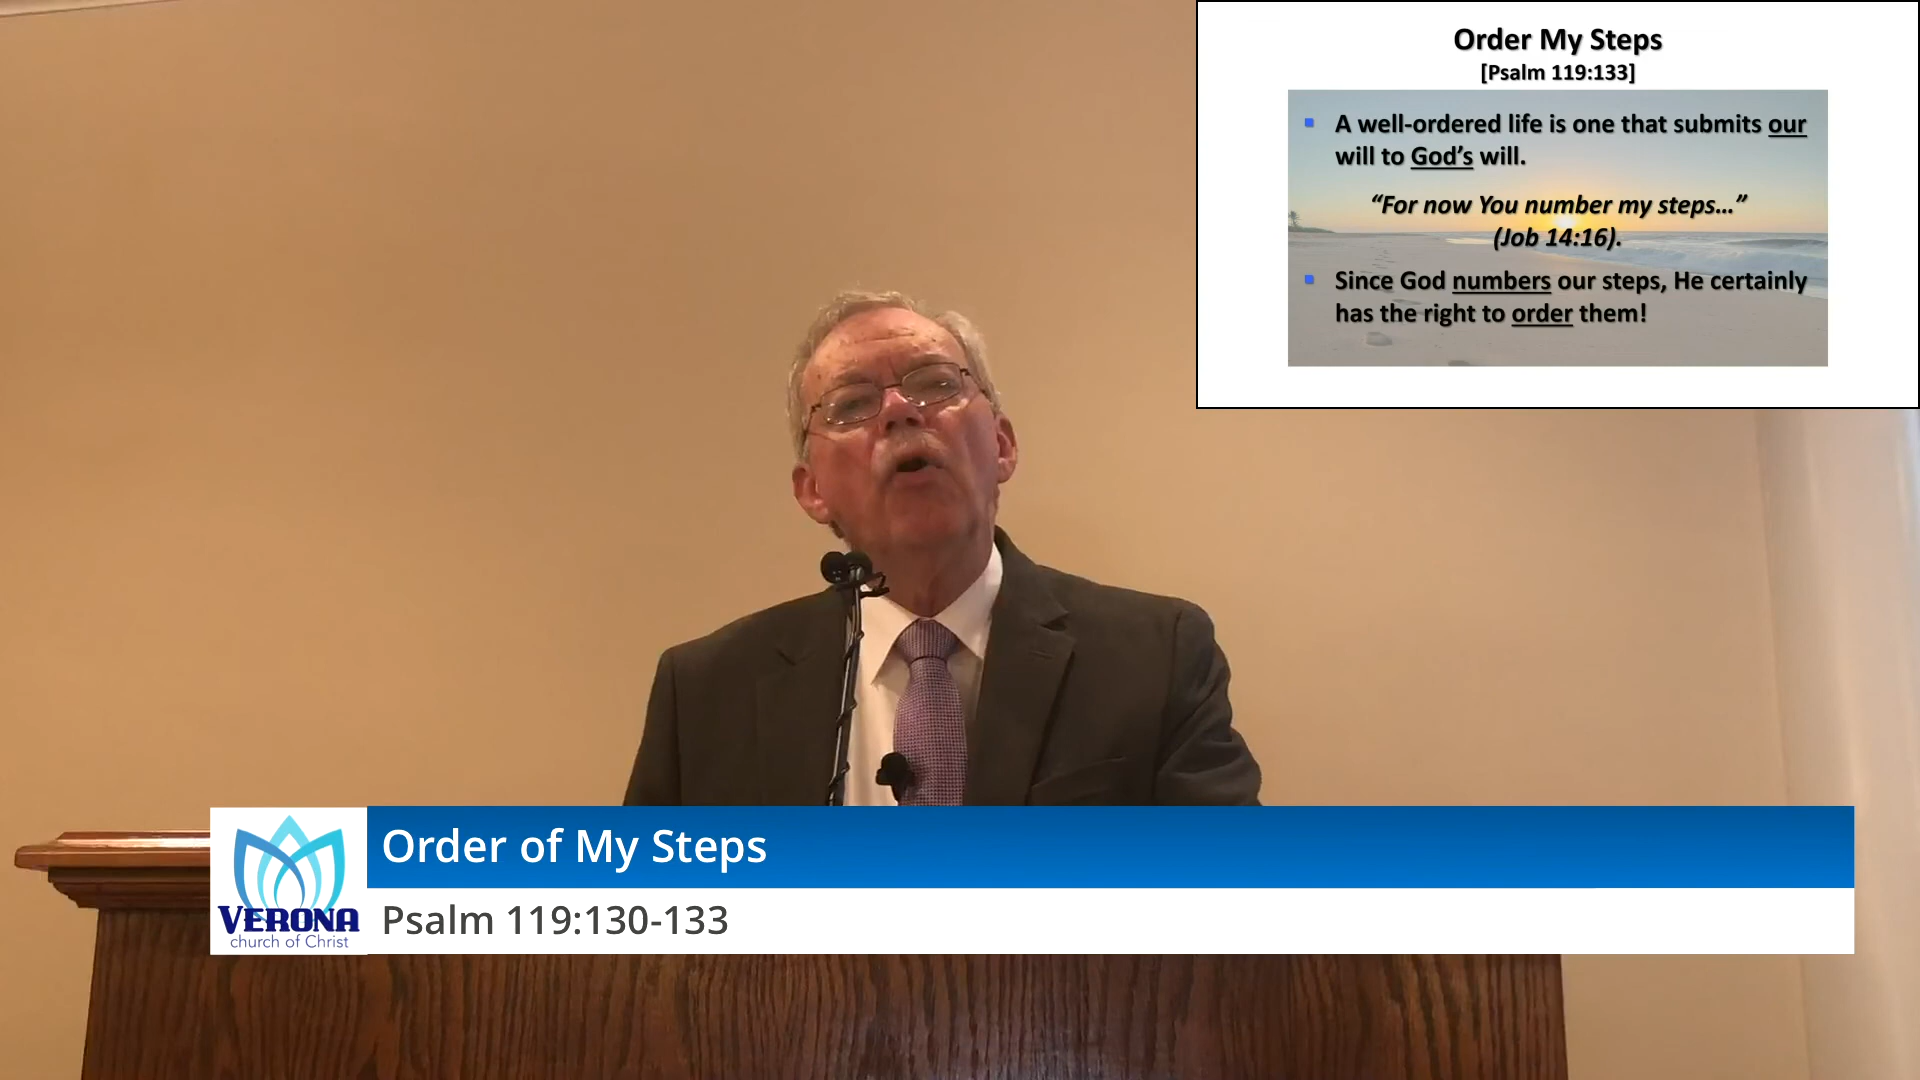 Order My Steps
[Psalm 119:133]
▪ A well-ordered life is one that submits our
will to God's will.
“For now You number my steps…”
(Job 14:16).
▪ Since God numbers our steps, He certainly
has the right to order them!
Order of My Steps
VERONA
church of Christ
Psalm 119:130-133